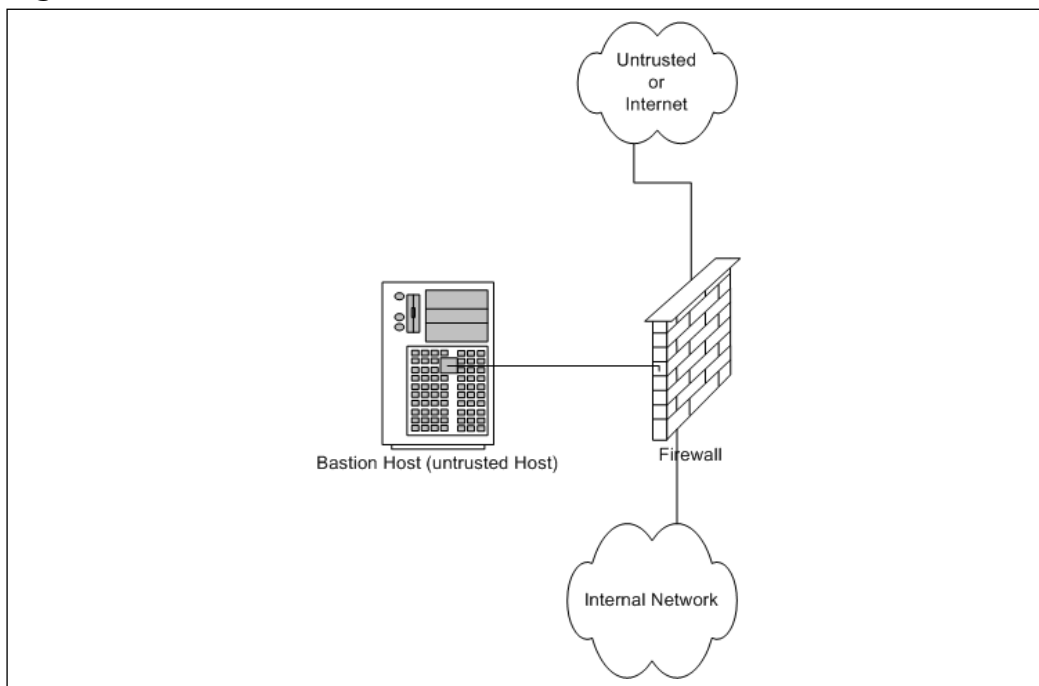 Untrusted
or
Internet
Bastion Host (untrusted Host)
Firewall
Internal Network